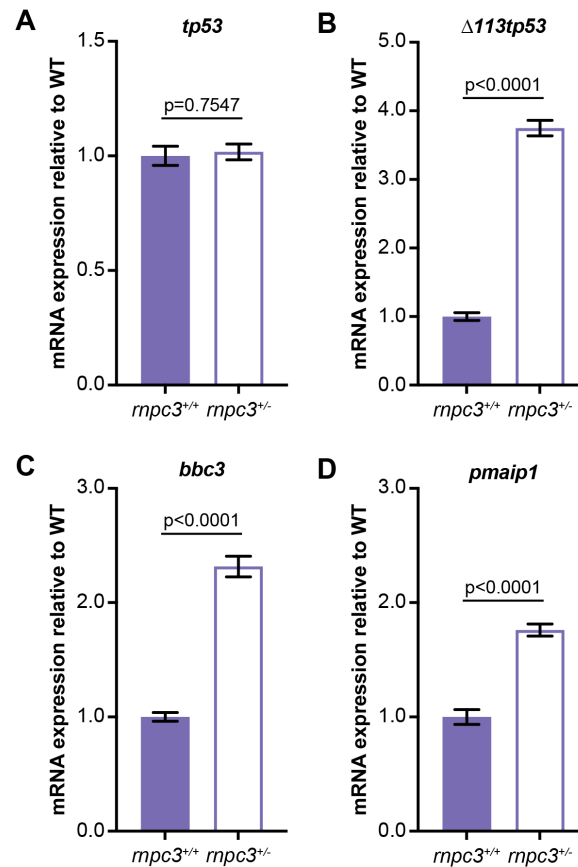 A
tp53
mRNA expression relative to WT
1.5
1.0
0.5
0.0
p=0.7547
rnpc3+/+ rnpc3+/-
B
Δ113tp53
mRNA expression relative to WT
5.0
4.0
5.0
2.0
1.0
0.0
p<0.0001
rnpc3+/+ rnpc3+/-
C
bbc3
mRNA expression relative to WT
3.0
2.0
1.0
0.0
p<0.0001
rnpc3+/+ rnpc3+/-
D
pmaip1
mRNA expression relative to WT
3.0
2.0
1.0
0.0
p<0.0001
rnpc3+/+ rnpc3+/-